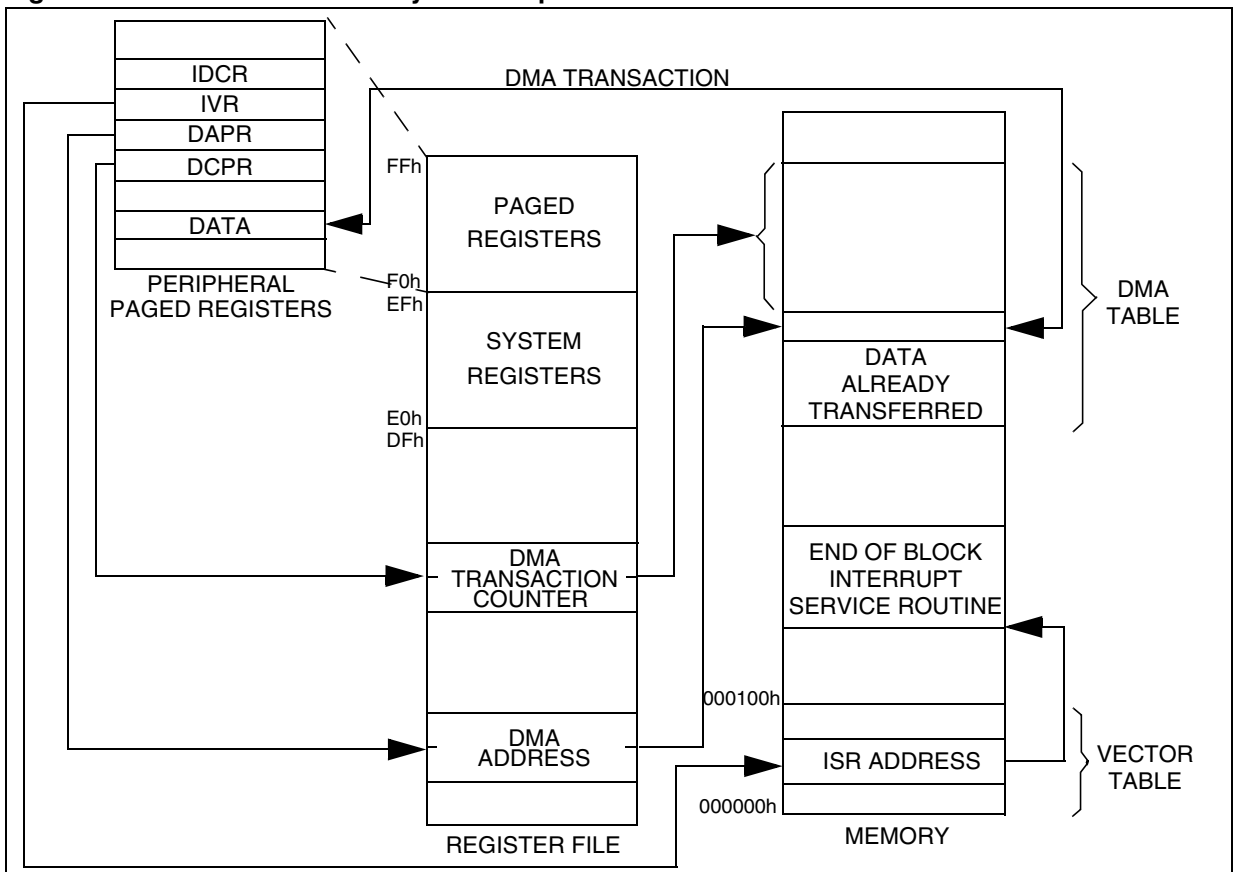 IDCR
IVR
DAPR
DCPR
DATA
PERIPHERAL
PAGED REGISTERS
DMA TRANSACTION
FFh
PAGED
REGISTERS
F0h
EFh
SYSTEM
REGISTERS
E0h
DFh
DMA
TRANSACTION
COUNTER
DMA
ADDRESS
REGISTER FILE
DATA
ALREADY
TRANSFERRED
DMA
TABLE
END OF BLOCK
INTERRUPT
SERVICE ROUTINE
000100h
ISR ADDRESS
VECTOR
TABLE
000000h
MEMORY